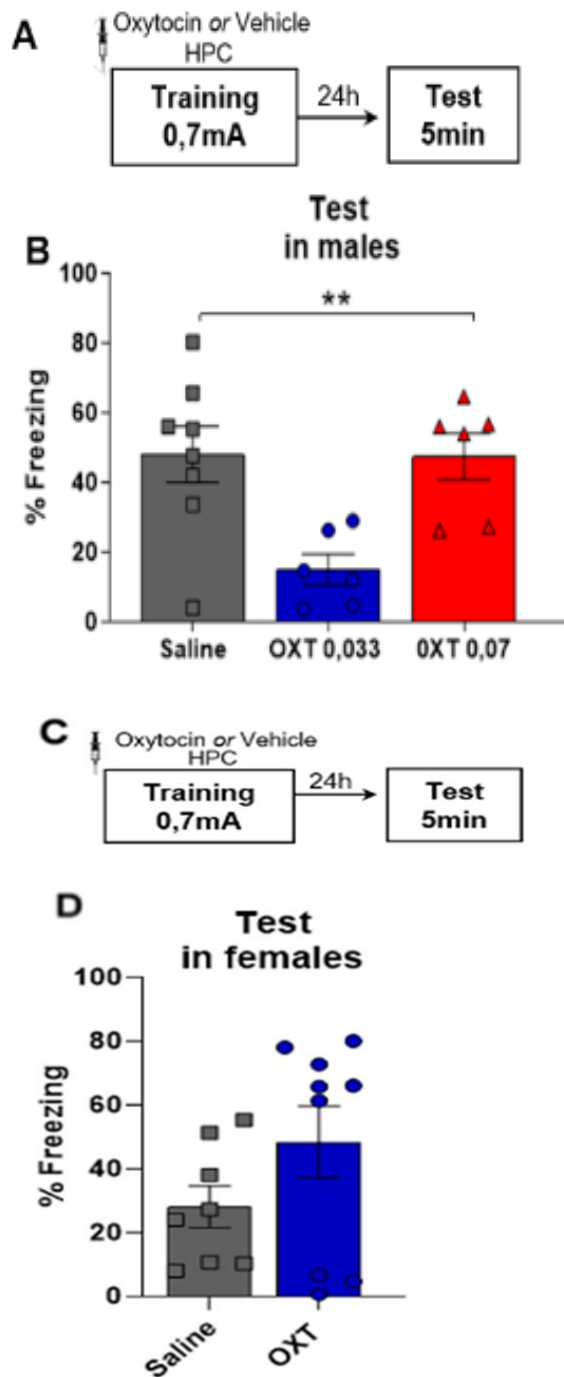 A
Oxytocin or Vehicle
HPC
Training
0,7mA
24h
Test
5min
B
Test
in males
% Freezing
100
80
60
40
20
0
**
Saline
OXT 0,033
0XT 0,07
C
Oxytocin or Vehicle
HPC
Training
0,7mA
24h
Test
5min
D
Test
in females
% Freezing
100
80
60
40
20
0
Saline
OXT